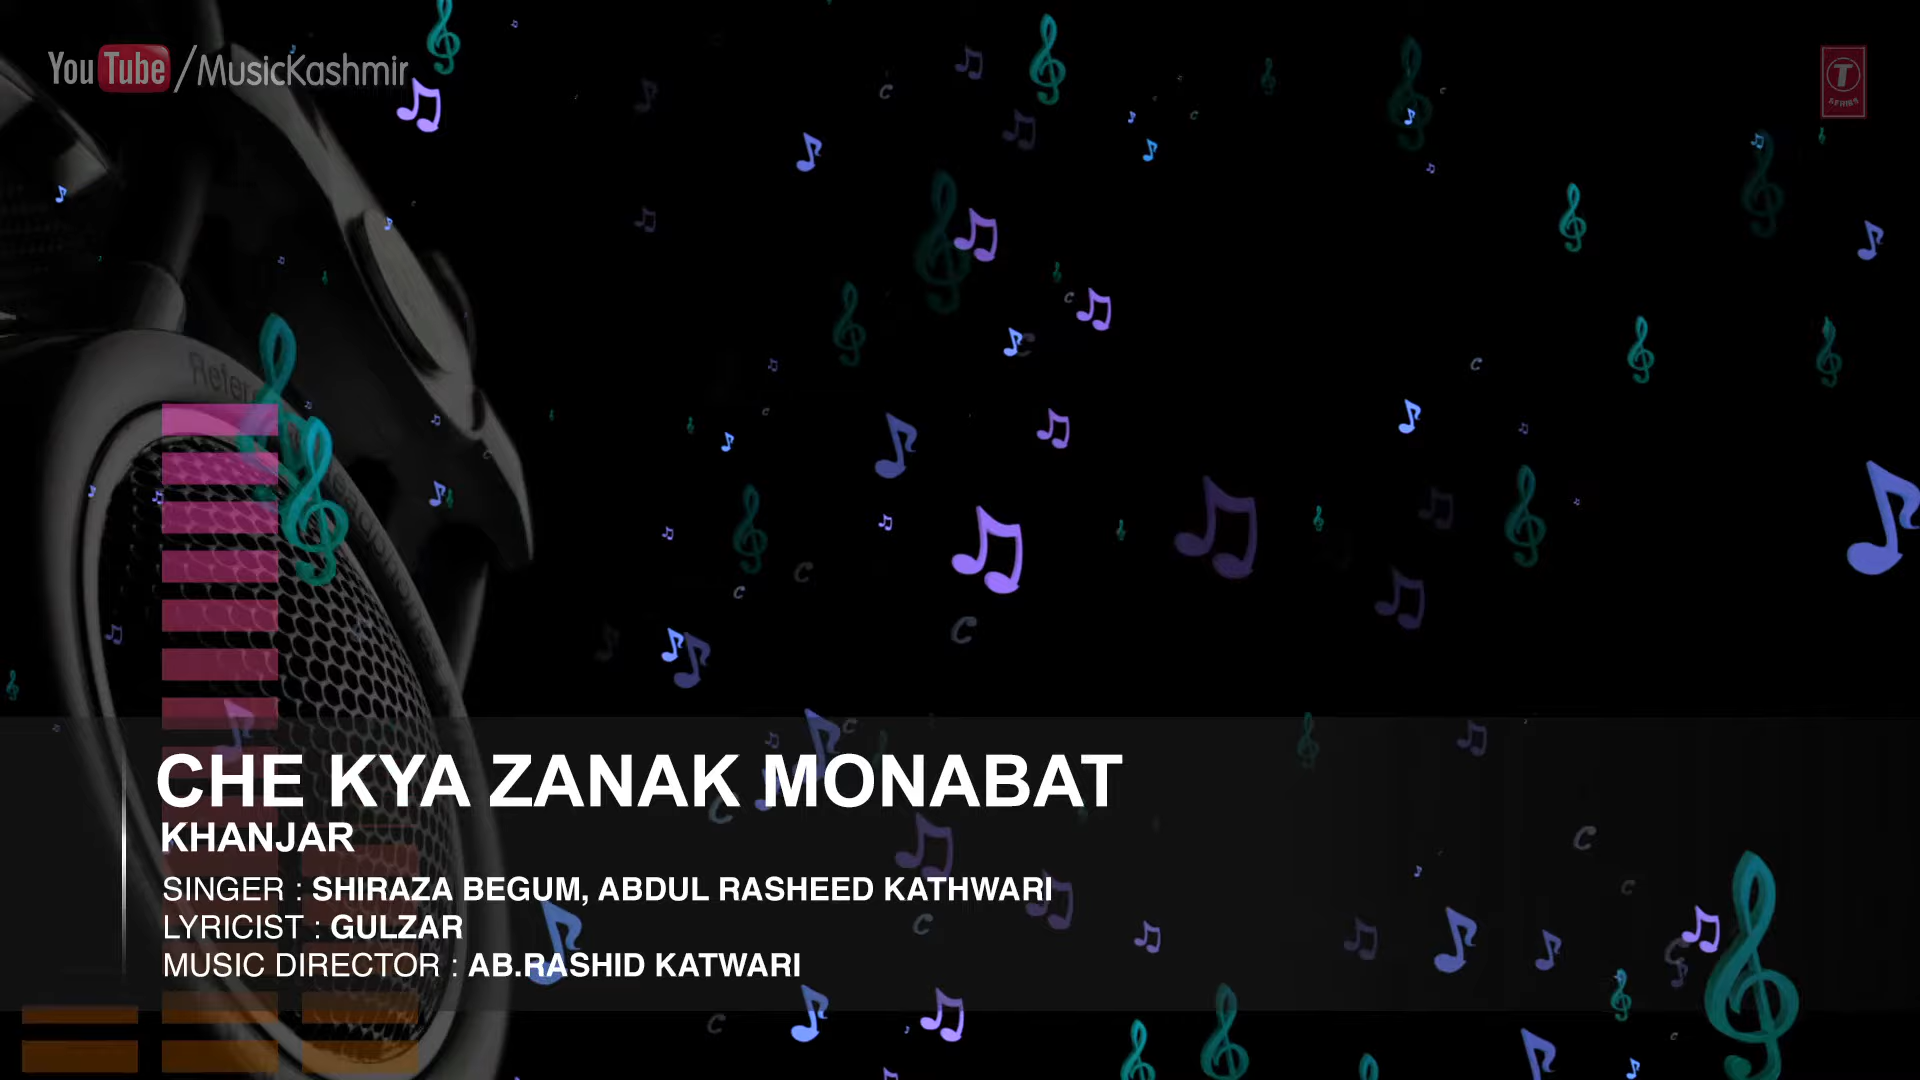 YouTube/MusicKashmir
T
SERIES
CHE KYA ZANAK MONABAT
KHANJAR
SINGER : SHIRAZA BEGUM, ABDUL RASHEED KATHWARI
LYRICIST : GULZAR
MUSIC DIRECTOR : AB.RASHID KATWARI